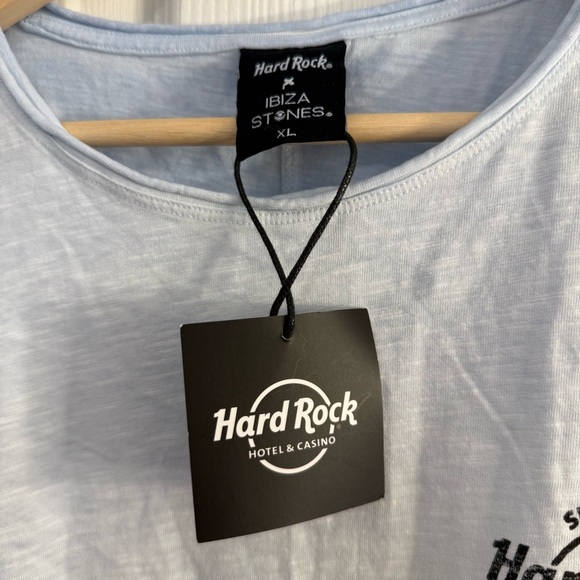 Hard Rock®
×
IBIZA
STONES®
XL
Hard Rock®
HOTEL & CASINO